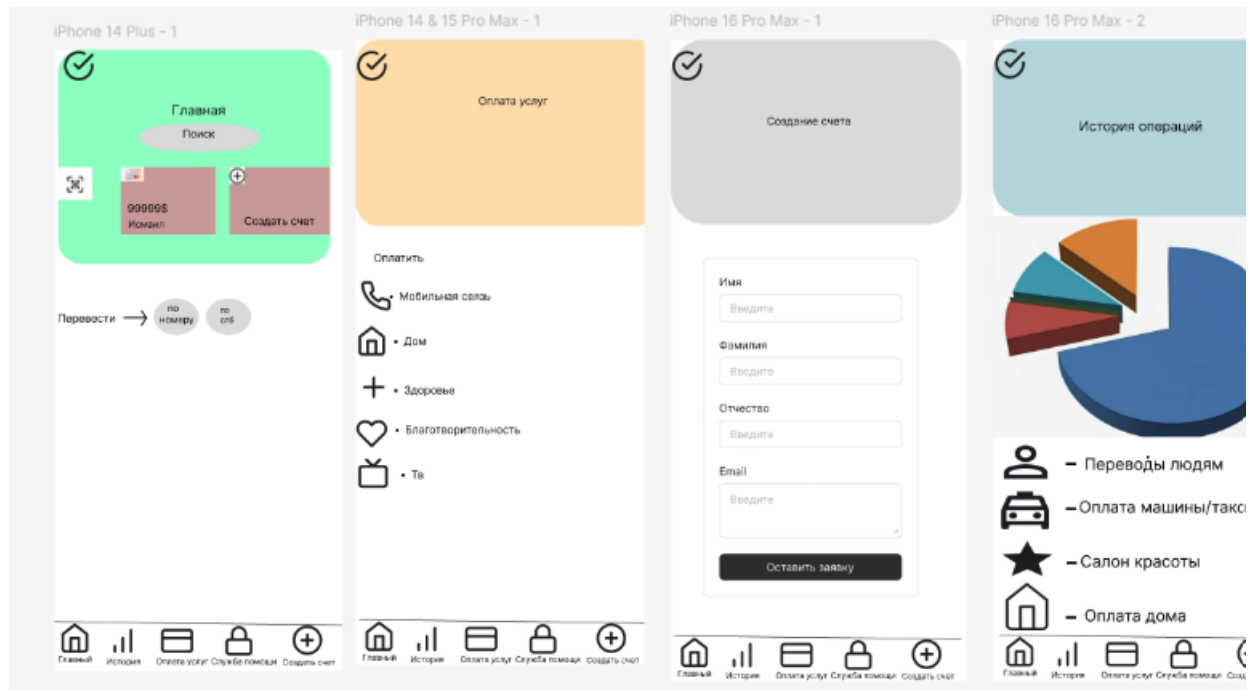 iPhone 14 Plus - 1
Главная
Поиск
99999$
Исмаил
Создать счет
Перевести
по
номеру
по
спб
Главный
История
Оплата услуг
Служба помощи
Создать счет
iPhone 14 & 15 Pro Max - 1
Оплата услуг
Оплатить
• Мобильная связь
• Дом
• Здоровье
• Благотворительность
• Тв
Главный
История
Оплата услуг
Служба помощи
Создать счет
iPhone 16 Pro Max - 1
Создание счета
Имя
Введите
Фамилия
Введите
Отчество
Введите
Email
Введите
Оставить заявку
Главный
История
Оплата услуг
Служба помощи
Создать счет
iPhone 16 Pro Max - 2
История операций
– Переводы людям
– Оплата машины/такс
– Салон красоты
– Оплата дома
Главный
История
Оплата услуг
Служба помощи